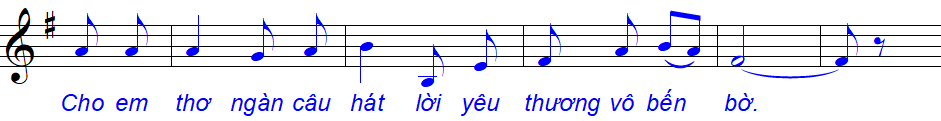 Cho em thơ ngàn câu hát lời yêu thương vô bến bờ.